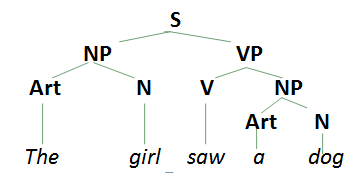 S
NP VP
Art N V NP
Art N
The girl saw a dog